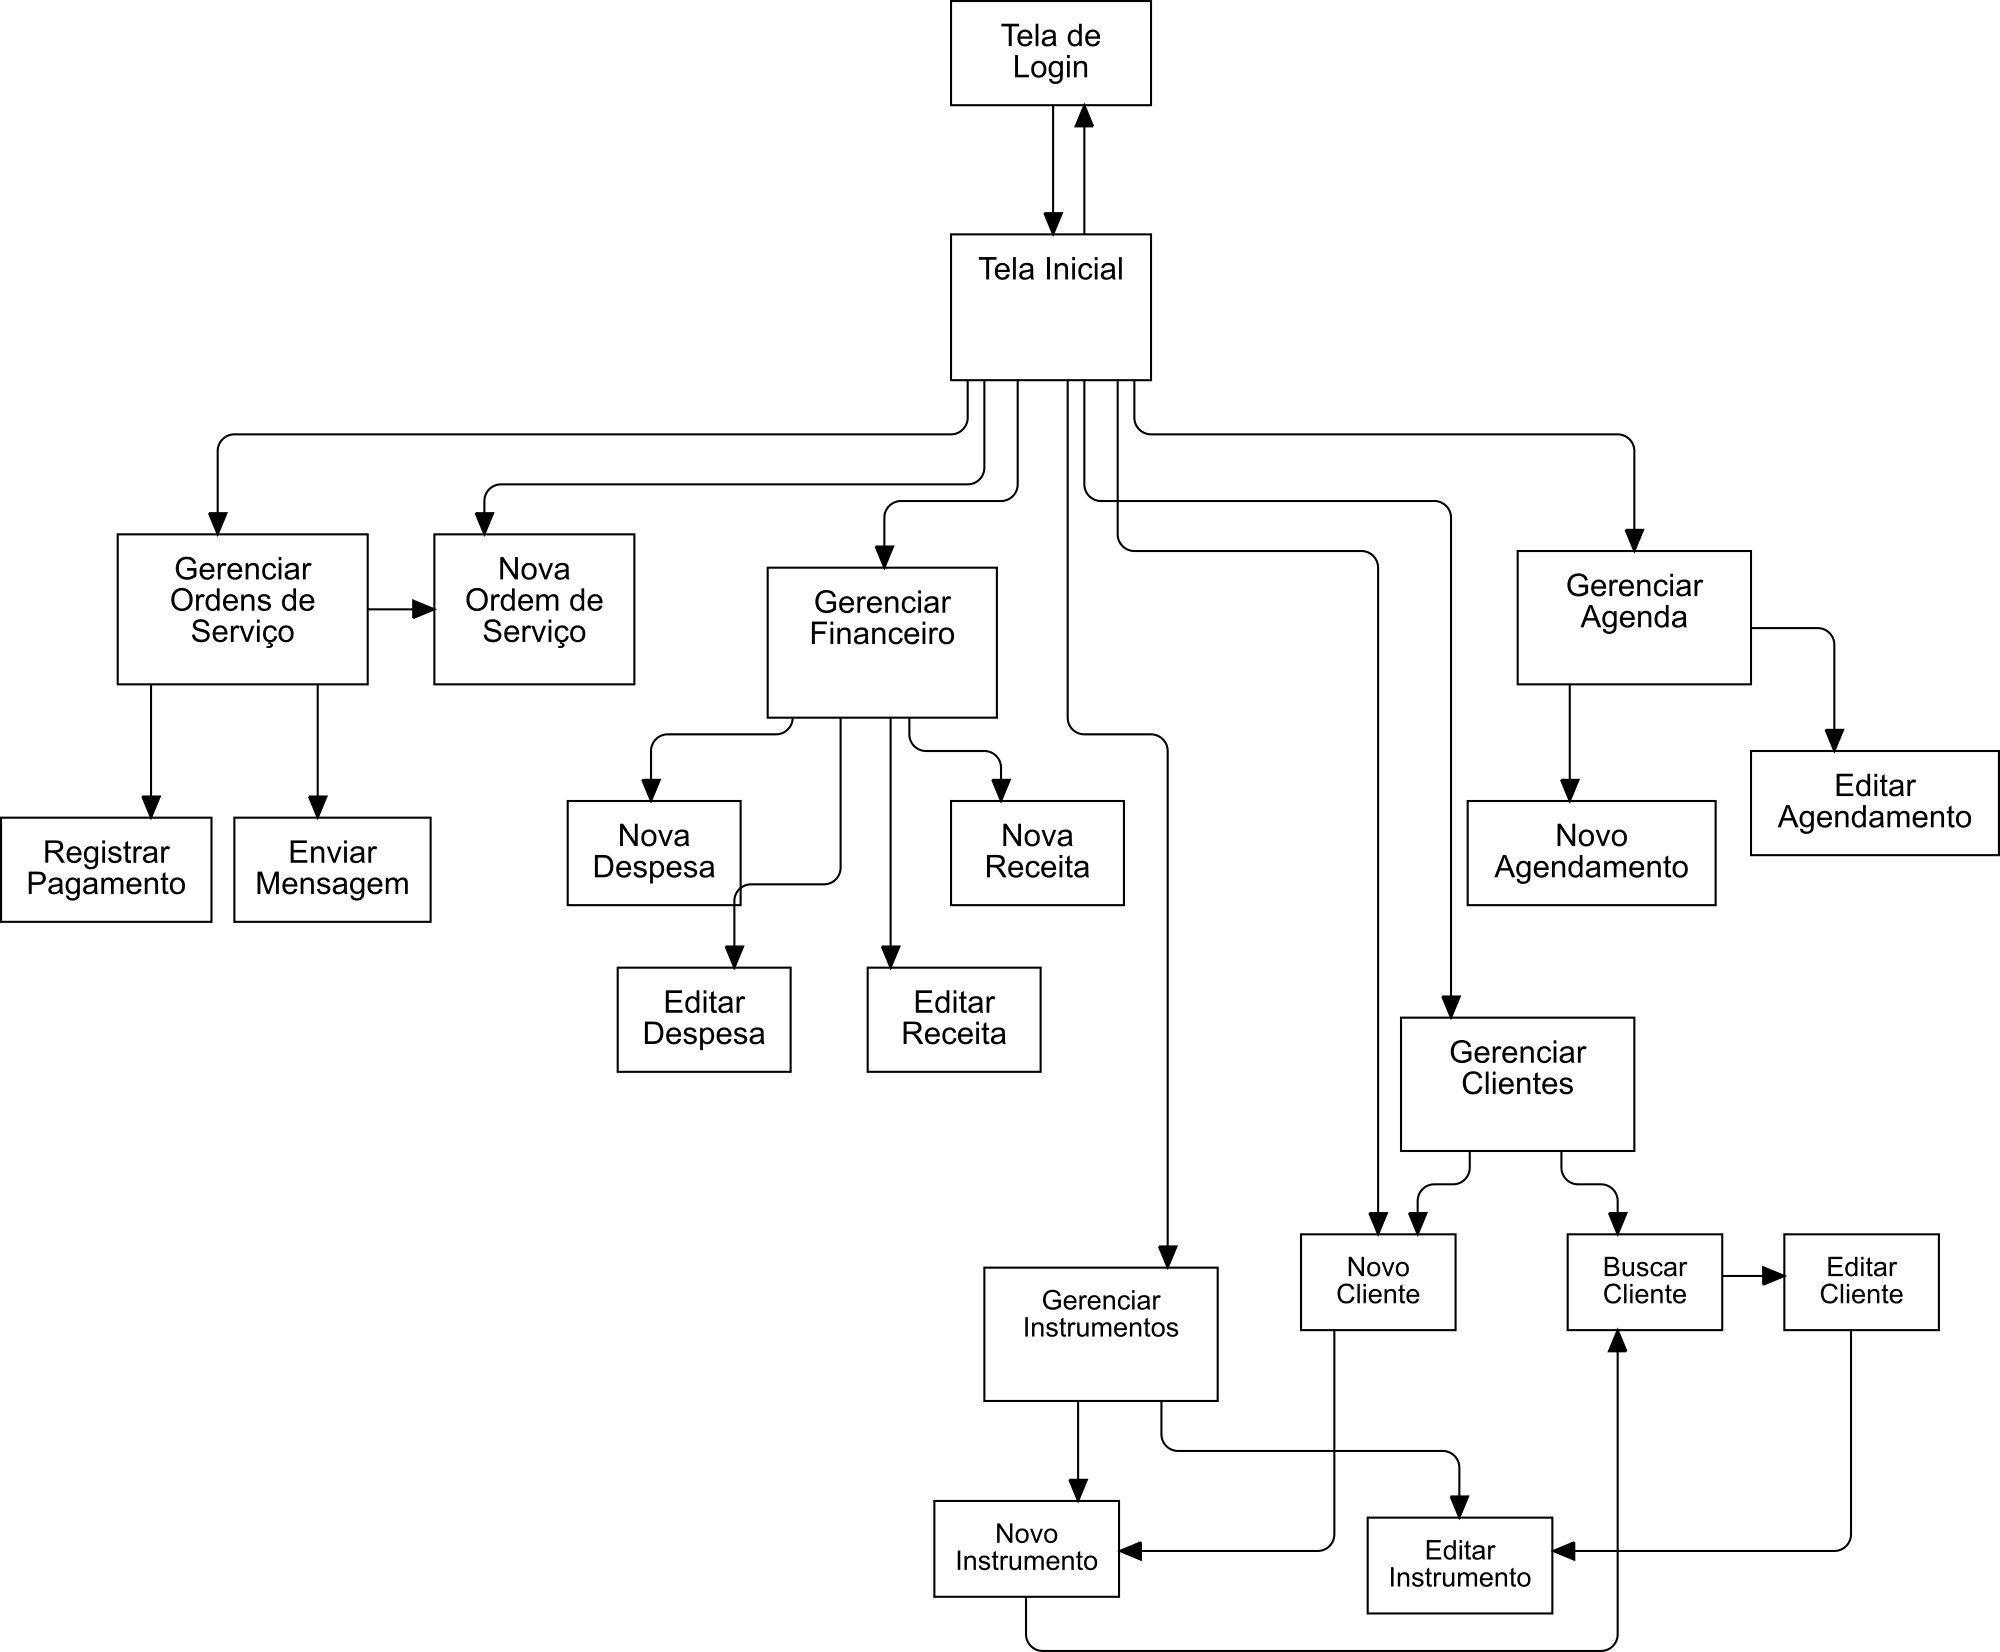 Tela de
Login
Tela Inicial
Gerenciar
Ordens de
Serviço
Nova
Ordem de
Serviço
Gerenciar
Financeiro
Gerenciar
Agenda
Registrar
Pagamento
Enviar
Mensagem
Nova
Despesa
Nova
Receita
Novo
Agendamento
Editar
Agendamento
Editar
Despesa
Editar
Receita
Gerenciar
Clientes
Gerenciar
Instrumentos
Novo
Cliente
Buscar
Cliente
Editar
Cliente
Novo
Instrumento
Editar
Instrumento